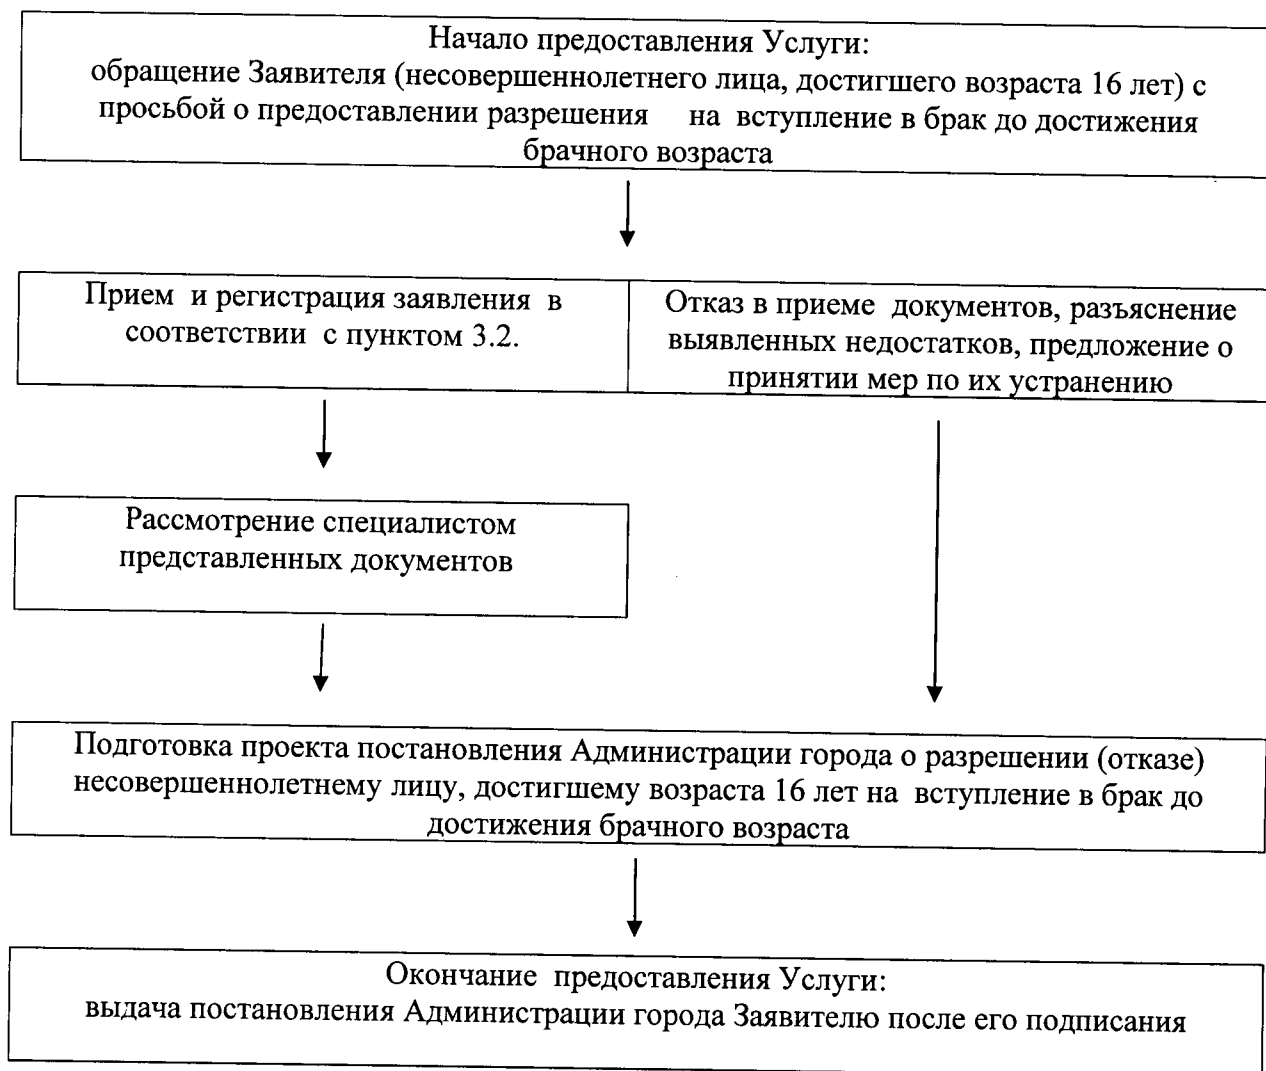 Начало предоставления Услуги:
обращение Заявителя (несовершеннолетнего лица, достигшего возраста 16 лет) с
просьбой о предоставлении разрешения на вступление в брак до достижения
брачного возраста
Прием и регистрация заявления в
соответствии с пунктом 3.2.
Отказ в приеме документов, разъяснение
выявленных недостатков, предложение о
принятии мер по их устранению
Рассмотрение специалистом
представленных документов
Подготовка проекта постановления Администрации города о разрешении (отказе)
несовершеннолетнему лицу, достигшему возраста 16 лет на вступление в брак до
достижения брачного возраста
Окончание предоставления Услуги:
выдача постановления Администрации города Заявителю после его подписания